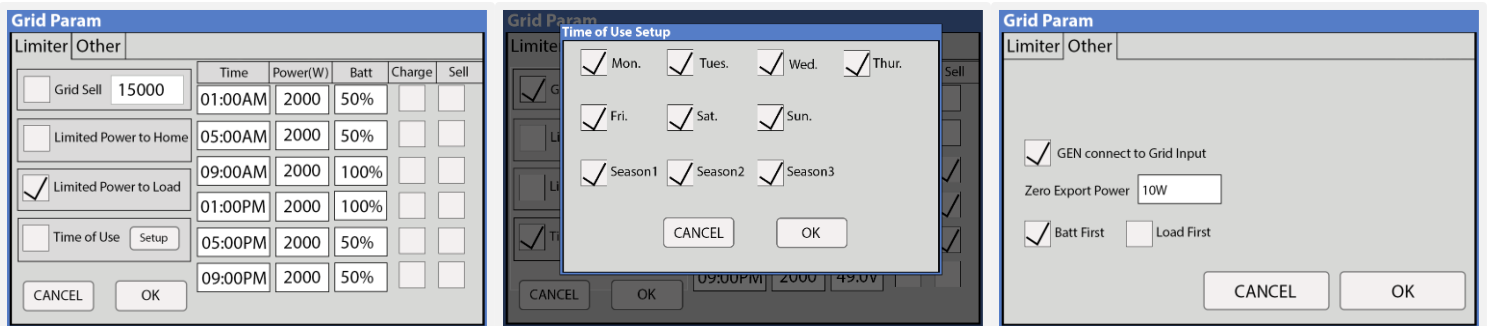 Grid Param
Limiter Other
Time Power(W) Batt Charge Sell
Grid Sell 15000
01:00AM 2000 50%
Limited Power to Home 05:00AM 2000 50%
09:00AM 2000 100%
Limited Power to Load
01:00PM 2000 100%
Time of Use Setup
05:00PM 2000 50%
09:00PM 2000 50%
CANCEL OK
Grid Param
Time of Use Setup
Limite
Mon. Tues. Wed. Thur.
Sell
G
Fri. Sat. Sun.
Li
Season1 Season2 Season3
Li
Ti
CANCEL OK
09:00PM 2000 49.0V
CANCEL OK
Grid Param
Limiter Other
GEN connect to Grid Input
Zero Export Power 10W
Batt First Load First
CANCEL OK